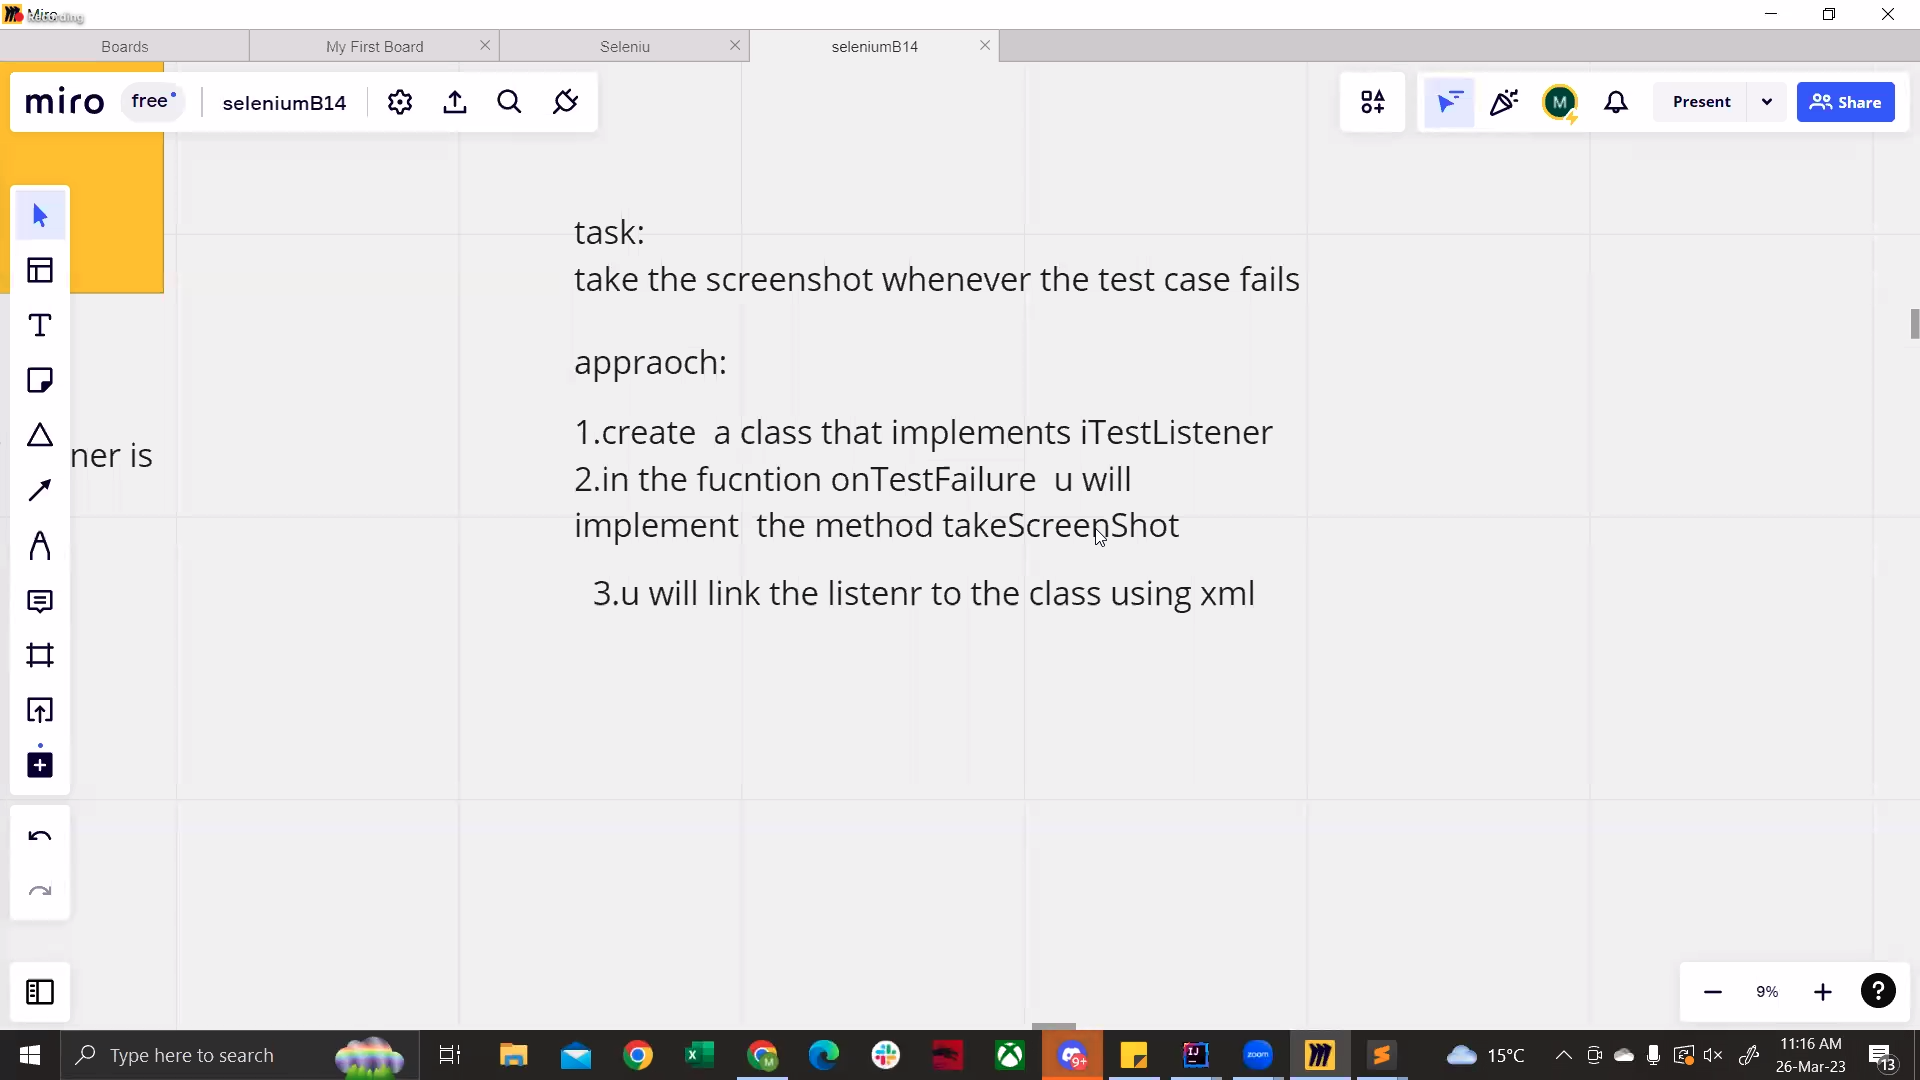 Miro
Recording
Boards
My First Board
Seleniu
seleniumB14
miro
free
seleniumB14
Present
Share
M
task:
take the screenshot whenever the test case fails
appraoch:
1.create  a class that implements iTestListener
ner is
2.in the fucntion onTestFailure  u will
implement  the method takeScreenShot
3.u will link the listenr to the class using xml
9%
?
Type here to search
9+
zoom
15°C
11:16 AM
26-Mar-23
13